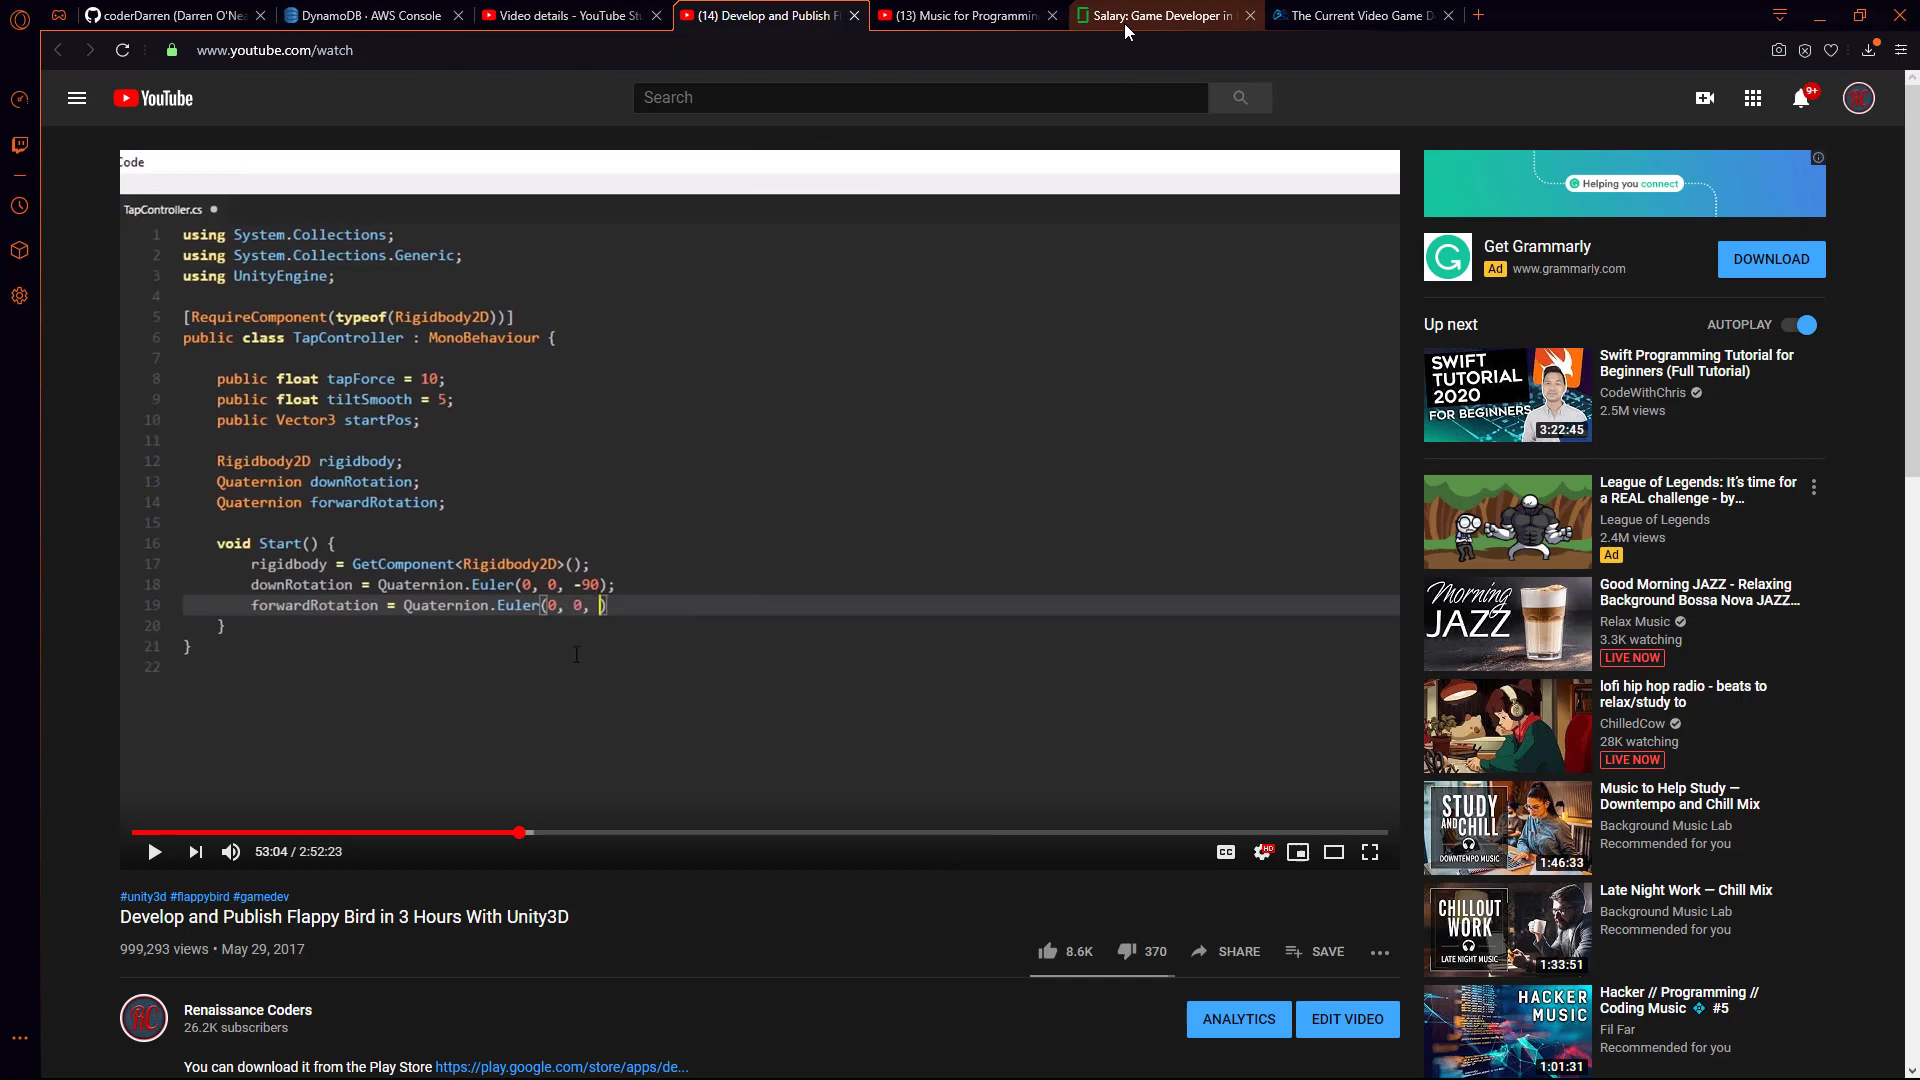 coderDarren (Darren O'Nea
DynamoDB · AWS Console
Video details - YouTube St
(14) Develop and Publish F
(13) Music for Programmin
Salary: Game Developer in
The Current Video Game D
www.youtube.com/watch
YouTube
Search
9+
Code
TapController.cs
1 using System.Collections;
2 using System.Collections.Generic;
3 using UnityEngine;
4
5 [RequireComponent(typeof(Rigidbody2D))]
6 public class TapController : MonoBehaviour {
7
8 public float tapForce = 10;
9 public float tiltSmooth = 5;
10 public Vector3 startPos;
11
12 Rigidbody2D rigidbody;
13 Quaternion downRotation;
14 Quaternion forwardRotation;
15
16 void Start() {
17 rigidbody = GetComponent<Rigidbody2D>();
18 downRotation = Quaternion.Euler(0, 0, -90);
19 forwardRotation = Quaternion.Euler(0, 0, )
20 }
21 }
22
53:04 / 2:52:23
CC
HD
#unity3d #flappybird #gamedev
Develop and Publish Flappy Bird in 3 Hours With Unity3D
999,293 views • May 29, 2017
8.6K
370
SHARE
SAVE
RC
Renaissance Coders
26.2K subscribers
ANALYTICS
EDIT VIDEO
You can download it from the Play Store https://play.google.com/store/apps/de...
Helping you connect
Get Grammarly
Ad www.grammarly.com
DOWNLOAD
Up next
AUTOPLAY
SWIFT
TUTORIAL
2020
FOR BEGINNERS
3:22:45
Swift Programming Tutorial for
Beginners (Full Tutorial)
CodeWithChris
2.5M views
League of Legends: It's time for
a REAL challenge - by...
League of Legends
2.4M views
Ad
Morning
JAZZ
Good Morning JAZZ - Relaxing
Background Bossa Nova JAZZ...
Relax Music
3.3K watching
LIVE NOW
lofi hip hop radio - beats to
relax/study to
ChilledCow
28K watching
LIVE NOW
STUDY
AND CHILL
DOWNTEMPO MUSIC
1:46:33
Music to Help Study —
Downtempo and Chill Mix
Background Music Lab
Recommended for you
CHILLOUT
WORK
LATE NIGHT MUSIC
1:33:51
Late Night Work — Chill Mix
Background Music Lab
Recommended for you
HACKER
MUSIC
1:01:31
Hacker // Programming //
Coding Music 💠 #5
Fil Far
Recommended for you